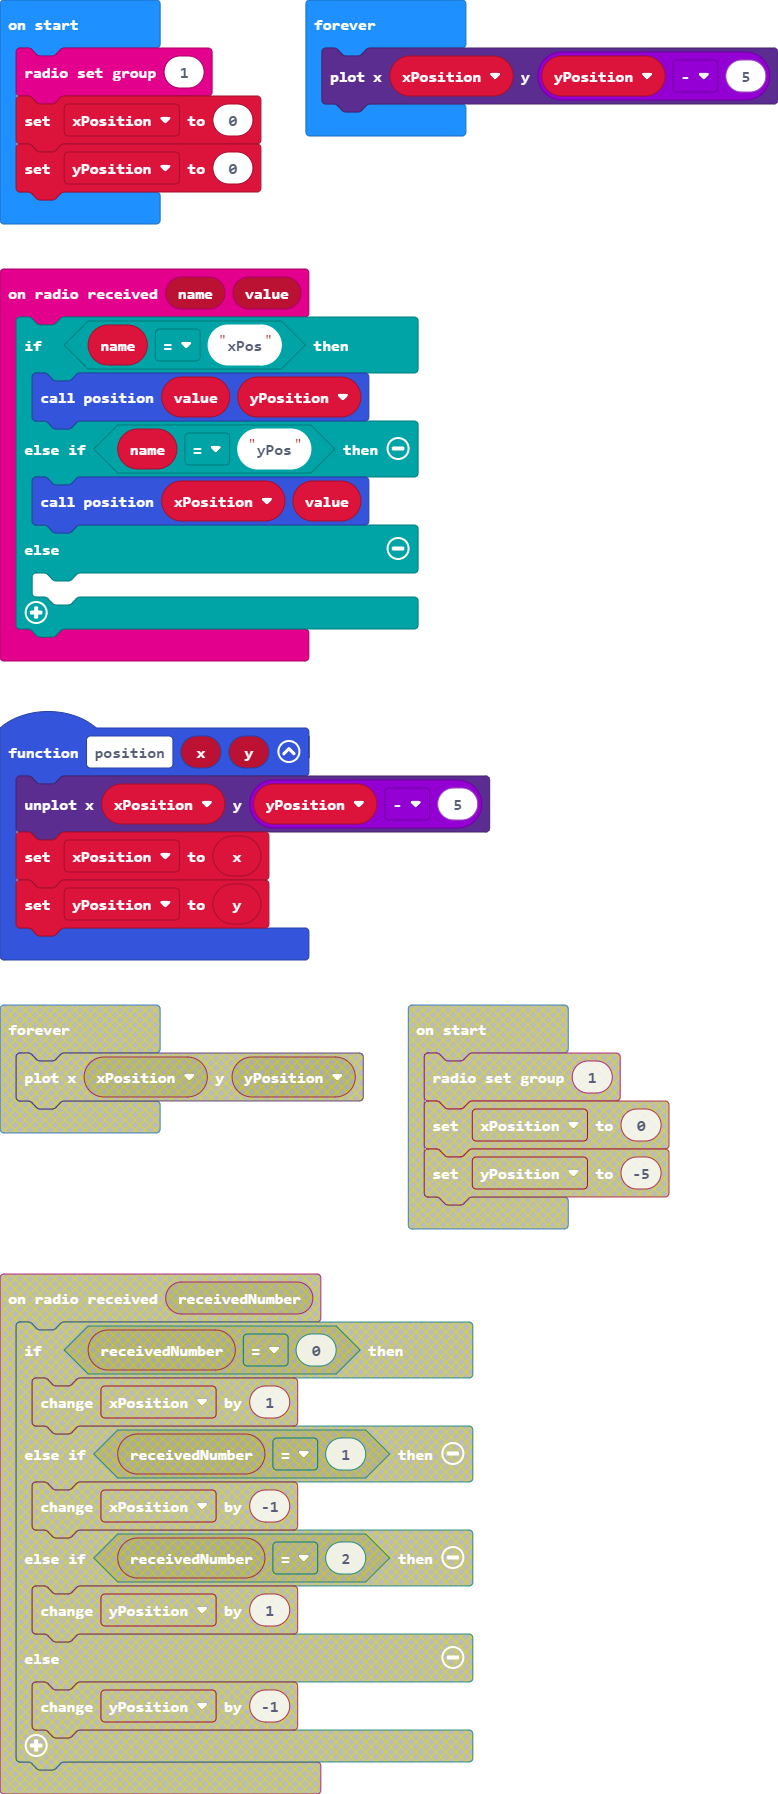 on start
radio set group 1
set xPosition to 0
set yPosition to 0
forever
plot x xPosition y yPosition - 5
on radio received name value
if name = "xPos" then
call position value yPosition
else if name = "yPos" then
call position xPosition value
else
function position x y
unplot x xPosition y yPosition - 5
set xPosition to x
set yPosition to y
forever
plot x xPosition y yPosition
on start
radio set group 1
set xPosition to 0
set yPosition to -5
on radio received receivedNumber
if receivedNumber = 0 then
change xPosition by 1
else if receivedNumber = 1 then
change xPosition by -1
else if receivedNumber = 2 then
change yPosition by 1
else
change yPosition by -1